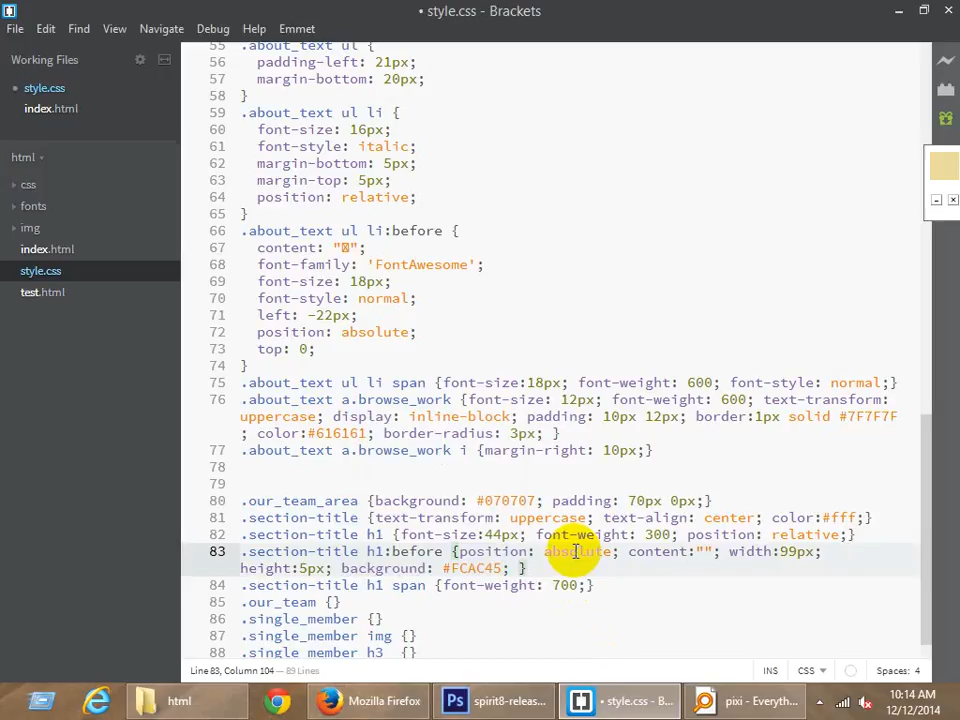 • style.css - Brackets
File Edit Find View Navigate Debug Help Emmet
Working Files
• style.css
index.html
html
css
fonts
img
index.html
style.css
test.html
55 .about_text ul {
56 padding-left: 21px;
57 margin-bottom: 20px;
58 }
59 .about_text ul li {
60 font-size: 16px;
61 font-style: italic;
62 margin-bottom: 5px;
63 margin-top: 5px;
64 position: relative;
65 }
66 .about_text ul li:before {
67 content: "";
68 font-family: 'FontAwesome';
69 font-size: 18px;
70 font-style: normal;
71 left: -22px;
72 position: absolute;
73 top: 0;
74 }
75 .about_text ul li span {font-size:18px; font-weight: 600; font-style: normal;}
76 .about_text a.browse_work {font-size: 12px; font-weight: 600; text-transform:
uppercase; display: inline-block; padding: 10px 12px; border:1px solid #7F7F7F
; color:#616161; border-radius: 3px; }
77 .about_text a.browse_work i {margin-right: 10px;}
78
79
80 .our_team_area {background: #070707; padding: 70px 0px;}
81 .section-title {text-transform: uppercase; text-align: center; color:#fff;}
82 .section-title h1 {font-size:44px; font-weight: 300; position: relative;}
83 .section-title h1:before {position: absolute; content:""; width:99px;
height:5px; background: #FCAC45; }
84 .section-title h1 span {font-weight: 700;}
85 .our_team {}
86 .single_member {}
87 .single_member img {}
88 .single_member h3 {}
Line 83, Column 104 — 89 Lines
INS CSS Spaces: 4
html
Mozilla Firefox
Ps spirit8-releas...
• style.css - B...
pixi - Everyth...
10:14 AM
12/12/2014